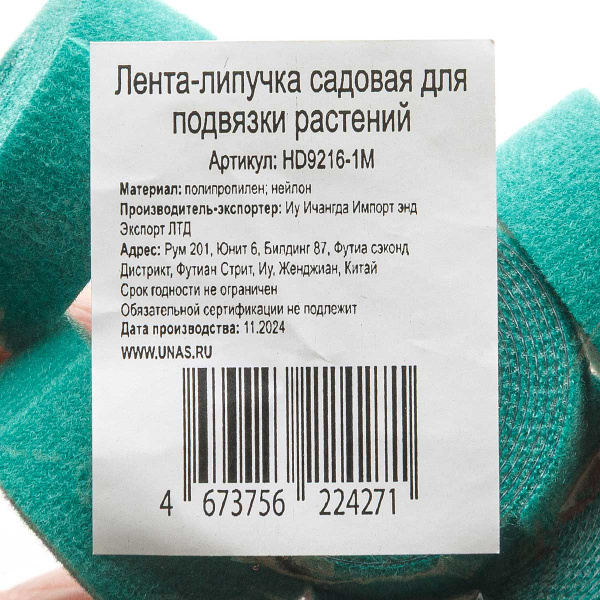 Лента-липучка садовая для
подвязки растений
Артикул: HD9216-1M
Материал: полипропилен; нейлон
Производитель-экспортер: Иу Ичангда Импорт энд
Экспорт ЛТД
Адрес: Рум 201, Юнит 6, Билдинг 87, Футиа сэконд
Дистрикт, Футиан Стрит, Иу, Женджиан, Китай
Срок годности не ограничен
Обязательной сертификации не подлежит
Дата производства: 11.2024
WWW.UNAS.RU
4 673756 224271